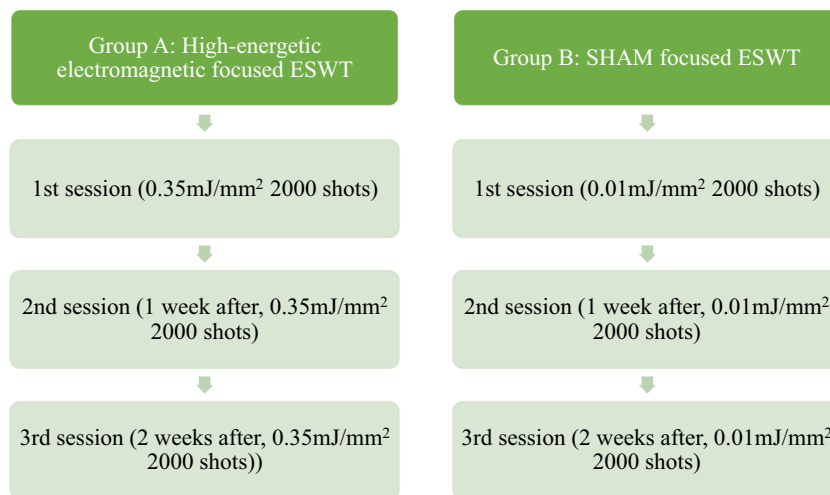 Group A: High-energetic
electromagnetic focused ESWT
1st session (0.35mJ/mm² 2000 shots)
2nd session (1 week after, 0.35mJ/mm²
2000 shots)
3rd session (2 weeks after, 0.35mJ/mm²
2000 shots))
Group B: SHAM focused ESWT
1st session (0.01mJ/mm² 2000 shots)
2nd session (1 week after, 0.01mJ/mm²
2000 shots)
3rd session (2 weeks after, 0.01mJ/mm²
2000 shots)